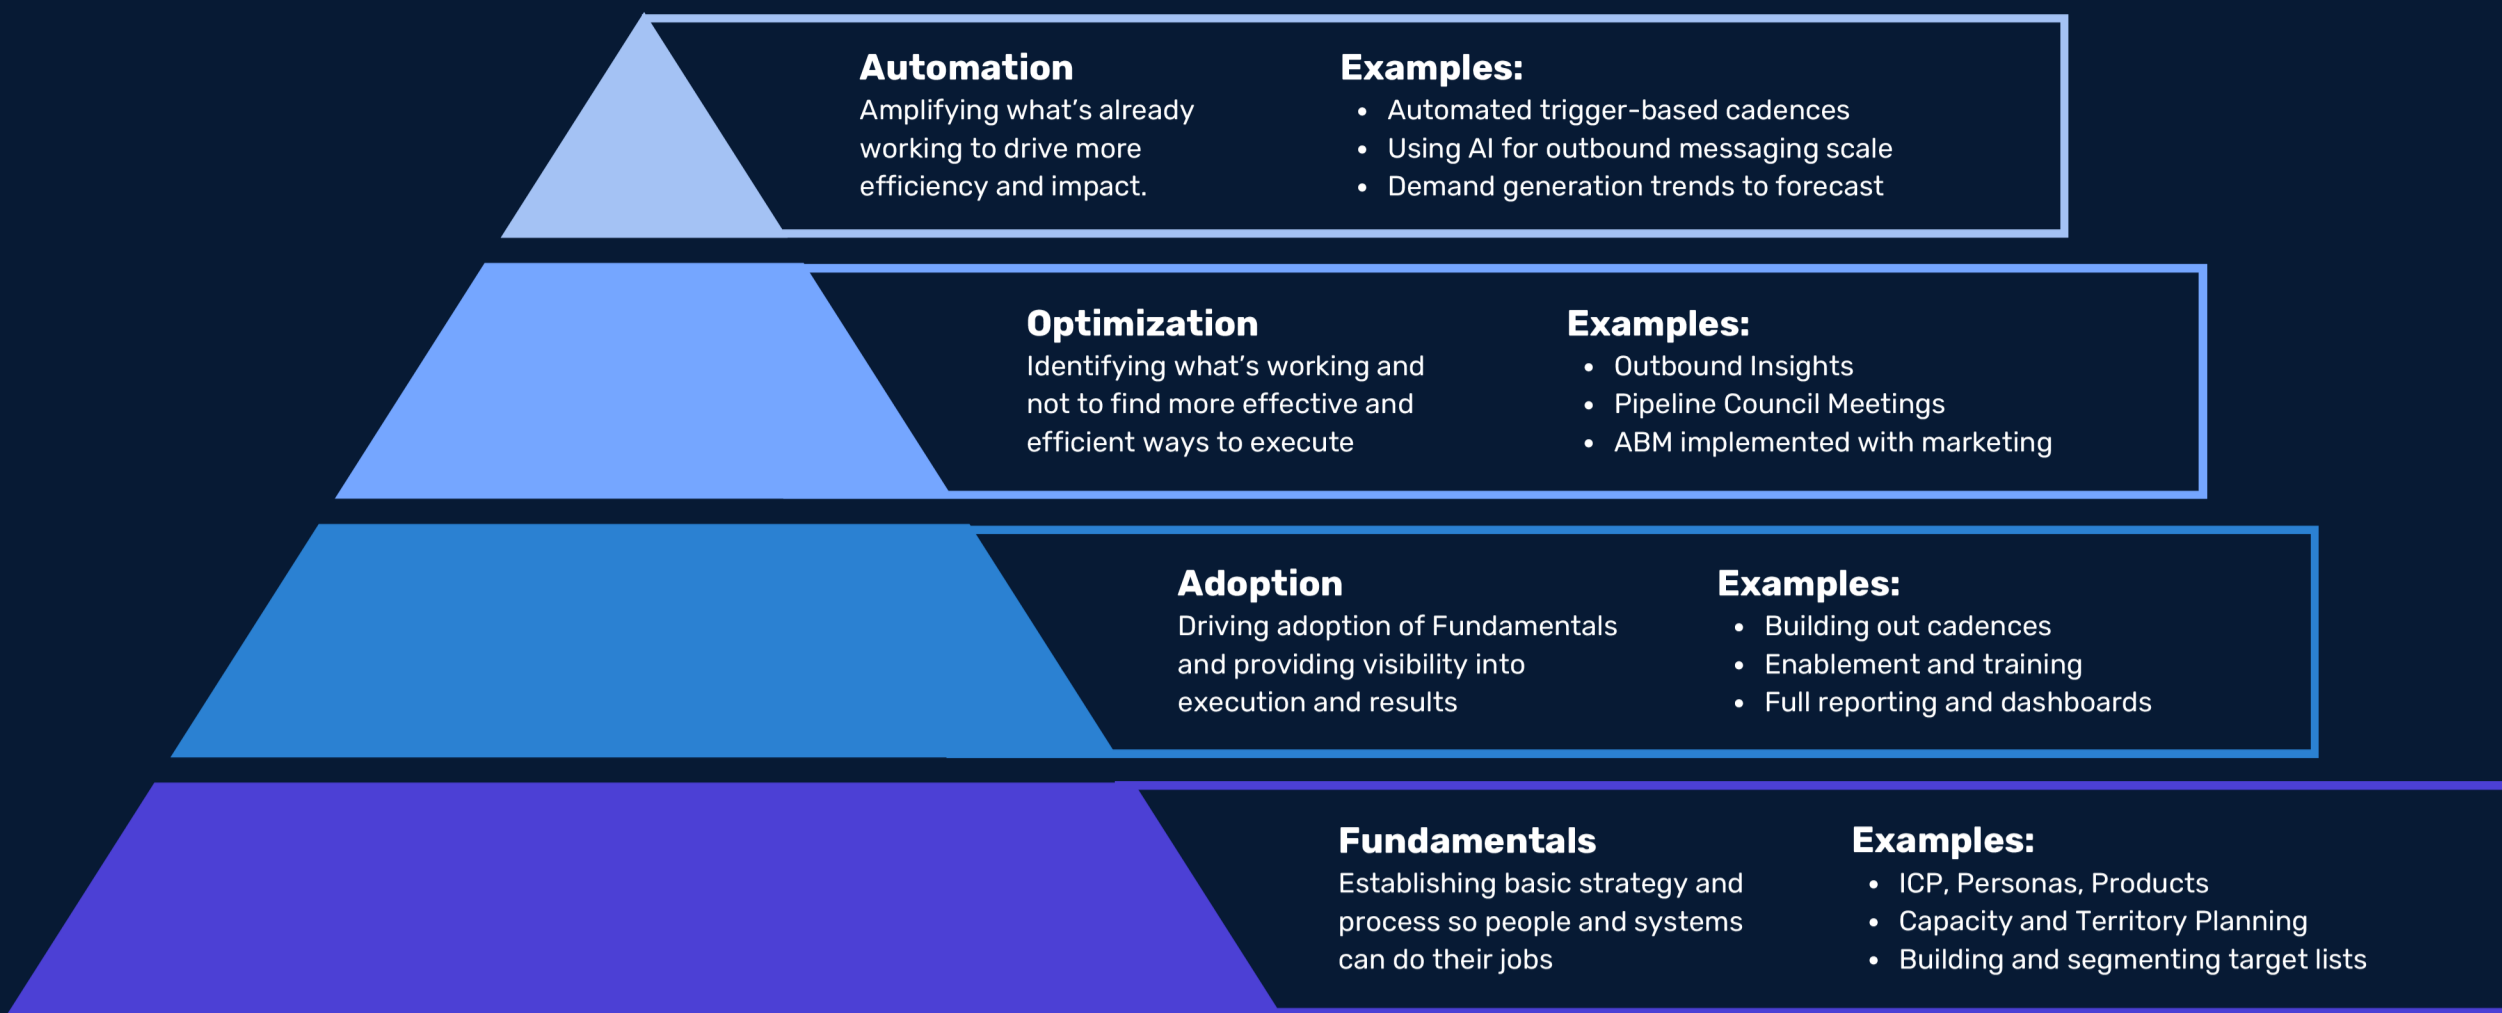 Automation
Amplifying what's already
working to drive more
efficiency and impact.
Examples:
• Automated trigger-based cadences
• Using AI for outbound messaging scale
• Demand generation trends to forecast
Optimization
Identifying what's working and
not to find more effective and
efficient ways to execute
Examples:
• Outbound Insights
• Pipeline Council Meetings
• ABM implemented with marketing
Adoption
Driving adoption of Fundamentals
and providing visibility into
execution and results
Examples:
• Building out cadences
• Enablement and training
• Full reporting and dashboards
Fundamentals
Establishing basic strategy and
process so people and systems
can do their jobs
Examples:
• ICP, Personas, Products
• Capacity and Territory Planning
• Building and segmenting target lists